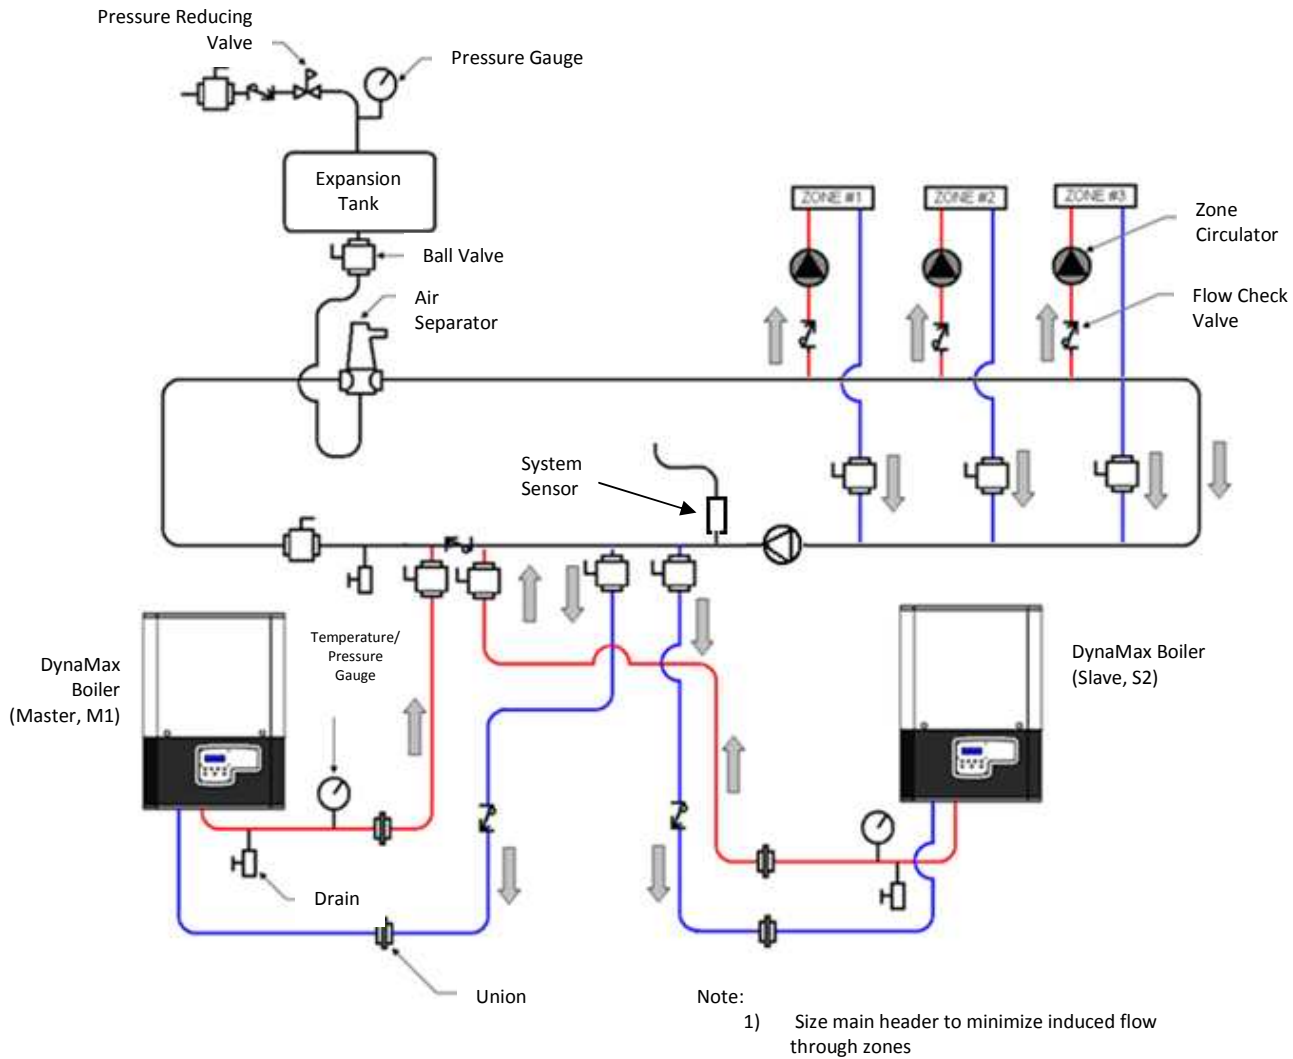 Pressure Reducing
Valve
Pressure Gauge
Expansion
Tank
Ball Valve
Air
Separator
ZONE #1
ZONE #2
ZONE #3
Zone
Circulator
Flow Check
Valve
System
Sensor
DynaMax
Boiler
(Master, M1)
Temperature/
Pressure
Gauge
DynaMax Boiler
(Slave, S2)
Drain
Union
Note:
1) Size main header to minimize induced flow
through zones